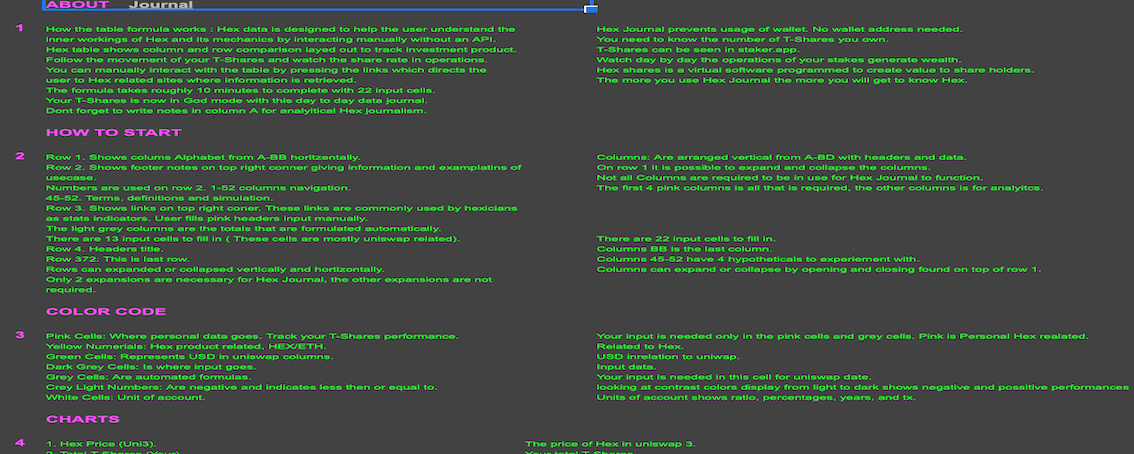 ABOUT Journal
1
How the table formula works : Hex data is designed to help the user understand the
inner workings of Hex and its mechanics by interacting manually without an API.
Hex table shows column and row comparison layed out to track investment product.
Follow the movement of your T-Shares and watch the share rate in operations.
You can manually interact with the table by pressing the links which directs the
user to Hex related sites where information is retrieved.
The formula takes roughly 10 minutes to complete with 22 input cells.
Your T-Shares is now in God mode with this day to day data journal.
Dont forget to write notes in column A for analyitical Hex journalism.
Hex Journal prevents usage of wallet. No wallet address needed.
You need to know the number of T-Shares you own.
T-Shares can be seen in staker.app.
Watch day by day the operations of your stakes generate wealth.
Hex shares is a virtual software programmed to create value to share holders.
The more you use Hex Journal the more you will get to know Hex.
HOW TO START
2
Row 1. Shows colums Alphabet from A-BB horitzentally.
Row 2. Shows footer notes on top right conner giving information and examplatins of
usecase.
Numbers are used on row 2. 1-52 columns navigation.
45-52. Terms, definitions and simulation.
Row 3. Shows links on top right coner. These links are commonly used by hexicians
as stats indicators. User fills pink headers input manually.
The light grey columns are the totals that are formulated automatically.
There are 13 input cells to fill in ( These cells are mostly uniswap related).
Row 4. Headers title.
Row 372: This is last row.
Rows can expanded or collapsed vertically and hortizontally.
Only 2 expansions are necessary for Hex Journal, the other expansions are not
required.
Columns: Are arranged vertical from A-BD with headers and data.
On row 1 it is possible to expand and collapse the columns.
Not all Columns are required to be in use for Hex Journal to function.
The first 4 pink columns is all that is required, the other columns is for analyitcs.
There are 22 input cells to fill in.
Columns BB is the last column.
Columns 45-52 have 4 hypotheticals to experiement with.
Columns can expand or collapse by opening and closing found on top of row 1.
COLOR CODE
3
Pink Cells: Where personal data goes. Track your T-Shares performance.
Yellow Numerials: Hex product related, HEX/ETH.
Green Cells: Represents USD in uniswap columns.
Dark Grey Cells: Is where input goes.
Grey Cells: Are automated formulas.
Crey Light Numbers: Are negative and indicates less then or equal to.
White Cells: Unit of account.
Your input is needed only in the pink cells and grey cells. Pink is Personal Hex realated.
Related to Hex.
USD inrelation to uniwap.
Input data.
Your input is needed in this cell for uniswap date.
looking at contrast colors display from light to dark shows negative and possitive performances
Units of account shows ratio, percentages, years, and tx.
CHARTS
4
1. Hex Price (Uni3).
The price of Hex in uniswap 3.
2. Total T-Shares (Your)
Your total T-Shares